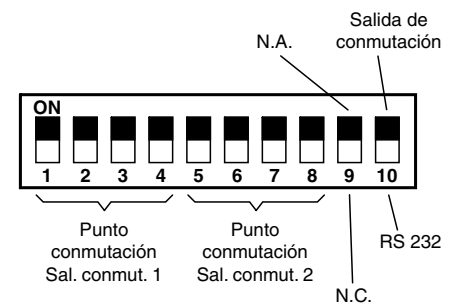 Salida de
conmutación
N.A.
ON
1 2 3 4 5 6 7 8 9 10
Punto
conmutación
Sal. conmut. 1
Punto
conmutación
Sal. conmut. 2
RS 232
N.C.